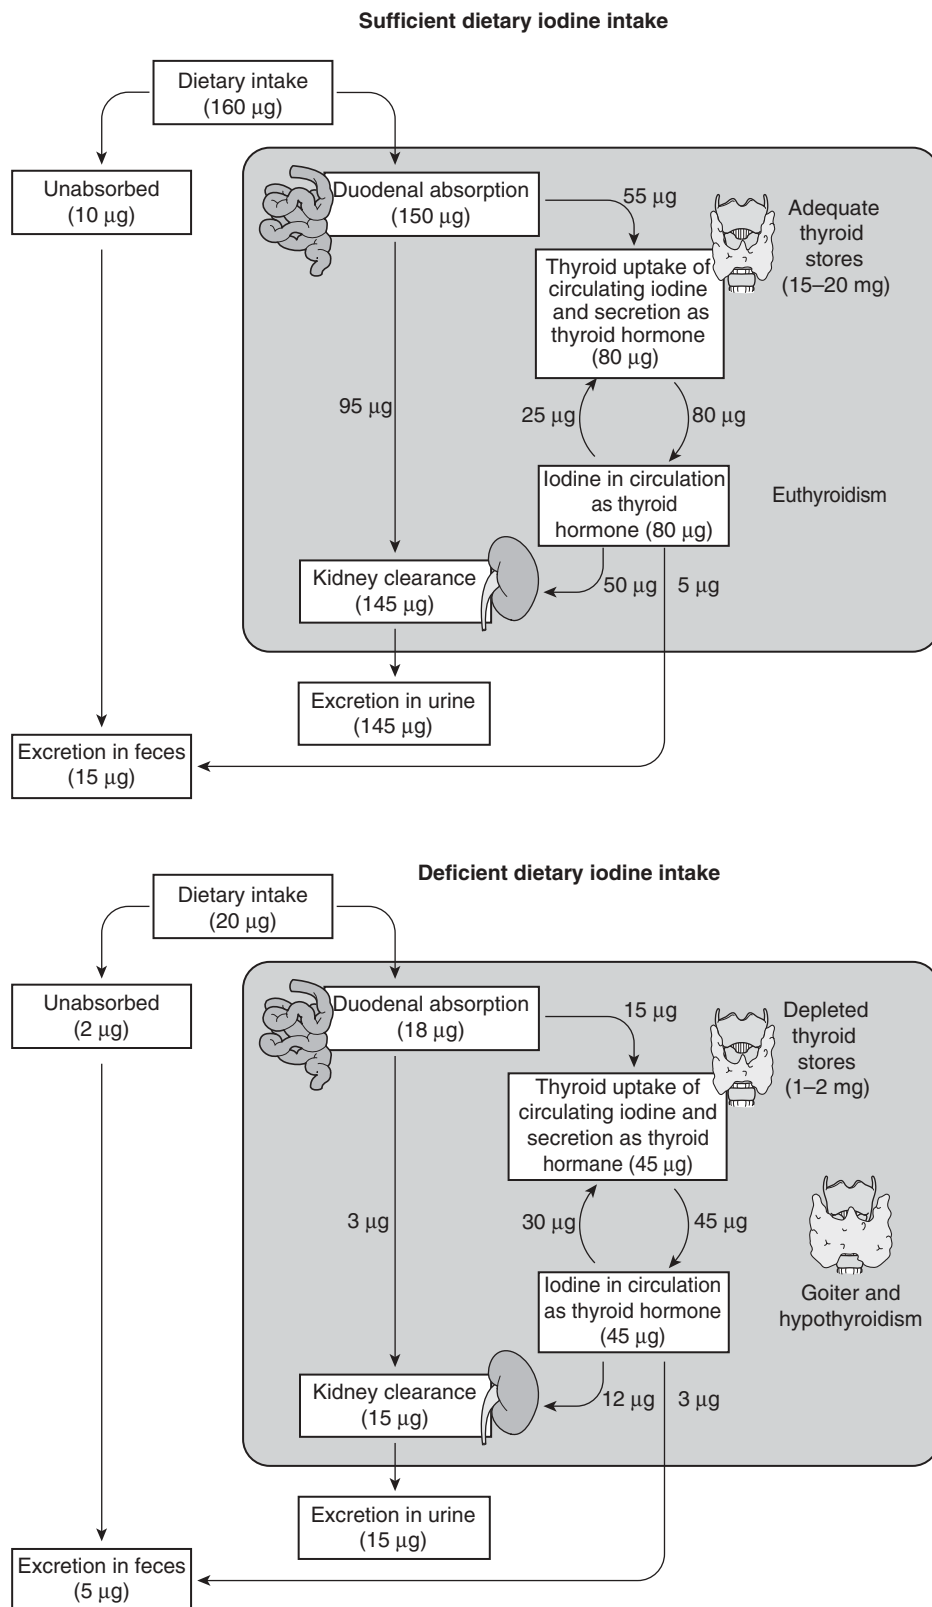 Sufficient dietary iodine intake
Dietary intake
(160 μg)
Unabsorbed
(10 μg)
Duodenal absorption
(150 μg)
55 μg
Adequate
thyroid
stores
(15–20 mg)
Thyroid uptake of
circulating iodine
and secretion as
thyroid hormone
(80 μg)
95 μg
25 μg
80 μg
Iodine in circulation
as thyroid
hormone (80 μg)
Euthyroidism
Kidney clearance
(145 μg)
50 μg
5 μg
Excretion in urine
(145 μg)
Excretion in feces
(15 μg)
Deficient dietary iodine intake
Dietary intake
(20 μg)
Unabsorbed
(2 μg)
Duodenal absorption
(18 μg)
15 μg
Depleted
thyroid
stores
(1–2 mg)
Thyroid uptake of
circulating iodine and
secretion as thyroid
hormane (45 μg)
3 μg
30 μg
45 μg
Iodine in circulation
as thyroid hormone
(45 μg)
Goiter and
hypothyroidism
Kidney clearance
(15 μg)
12 μg
3 μg
Excretion in urine
(15 μg)
Excretion in feces
(5 μg)